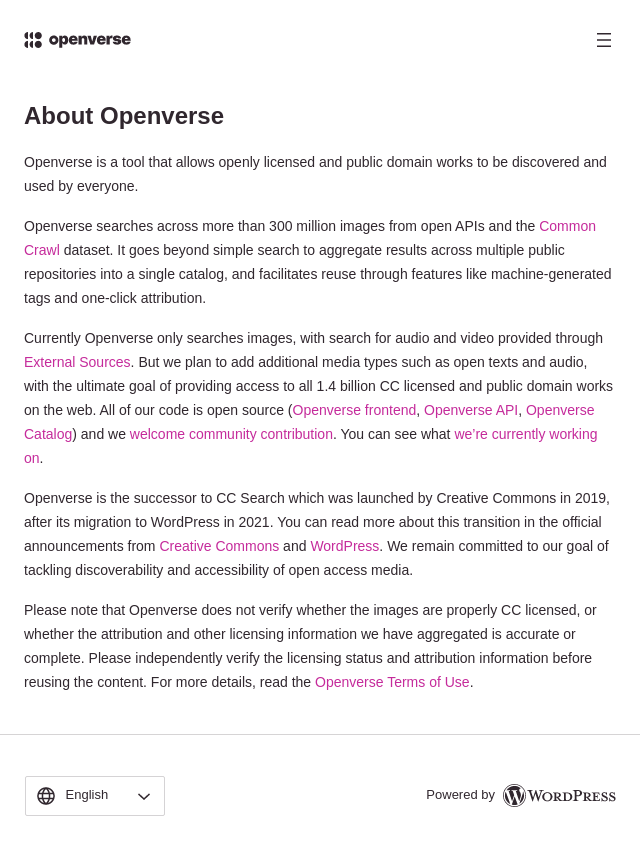 openverse
About Openverse
Openverse is a tool that allows openly licensed and public domain works to be discovered and
used by everyone.
Openverse searches across more than 300 million images from open APIs and the Common
Crawl dataset. It goes beyond simple search to aggregate results across multiple public
repositories into a single catalog, and facilitates reuse through features like machine-generated
tags and one-click attribution.
Currently Openverse only searches images, with search for audio and video provided through
External Sources. But we plan to add additional media types such as open texts and audio,
with the ultimate goal of providing access to all 1.4 billion CC licensed and public domain works
on the web. All of our code is open source (Openverse frontend, Openverse API, Openverse
Catalog) and we welcome community contribution. You can see what we’re currently working
on.
Openverse is the successor to CC Search which was launched by Creative Commons in 2019,
after its migration to WordPress in 2021. You can read more about this transition in the official
announcements from Creative Commons and WordPress. We remain committed to our goal of
tackling discoverability and accessibility of open access media.
Please note that Openverse does not verify whether the images are properly CC licensed, or
whether the attribution and other licensing information we have aggregated is accurate or
complete. Please independently verify the licensing status and attribution information before
reusing the content. For more details, read the Openverse Terms of Use.
English
Powered by WordPress